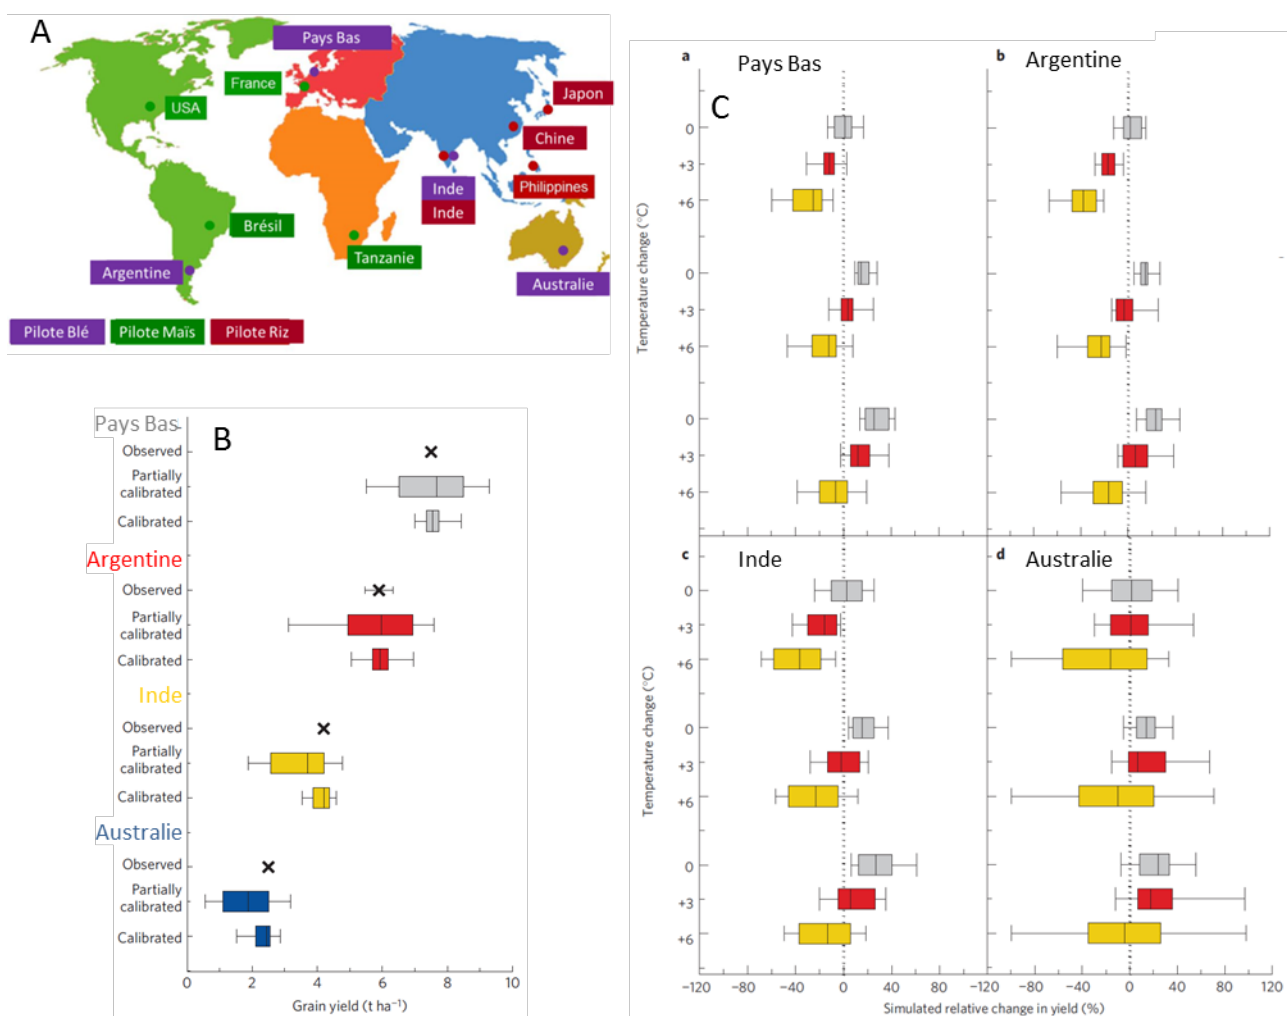 A
Pays Bas
France
USA
Japon
Chine
Inde
Inde
Philippines
Brésil
Tanzanie
Argentine
Australie
Pilote Blé
Pilote Maïs
Pilote Riz
B
Pays Bas
Observed
Partially
calibrated
Calibrated
Argentine
Observed
Partially
calibrated
Calibrated
Inde
Observed
Partially
calibrated
Calibrated
Australie
Observed
Partially
calibrated
Calibrated
0 2 4 6 8 10
Grain yield (t ha⁻¹)
C
a
Pays Bas
b
Argentine
Temperature change (°C)
0
+3
+6
0
+3
+6
0
+3
+6
c
Inde
d
Australie
Temperature change (°C)
0
+3
+6
0
+3
+6
0
+3
+6
−120 −80 −40 0 40 80 −80 −40 0 40 80 120
Simulated relative change in yield (%)